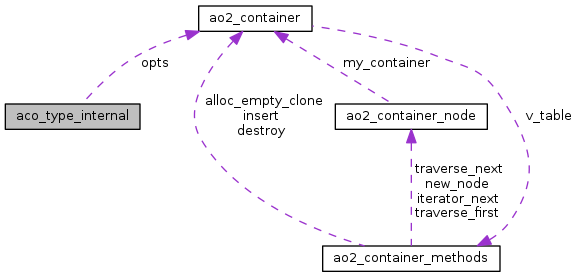 ao2_container
opts
my_container
aco_type_internal
alloc_empty_clone
insert
destroy
ao2_container_node
v_table
traverse_next
new_node
iterator_next
traverse_first
ao2_container_methods